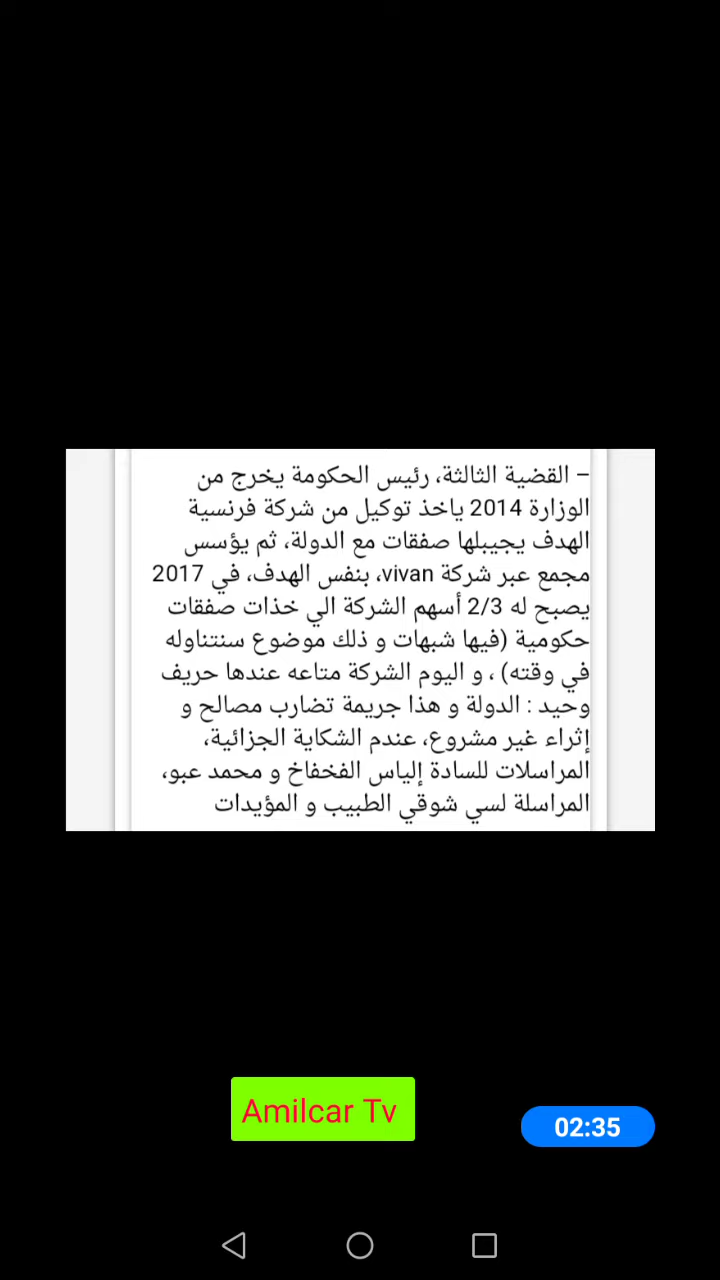 – القضية الثالثة، رئيس الحكومة يخرج من
الوزارة 2014 ياخذ توكيل من شركة فرنسية
الهدف يجيبلها صفقات مع الدولة، ثم يؤسس
مجمع عبر شركة vivan، بنفس الهدف، في 2017
يصبح له 2/3 أسهم الشركة الي خذات صفقات
حكومية (فيها شبهات و ذلك موضوع سنتناوله
في وقته) ، و اليوم الشركة متاعه عندها حريف
وحيد : الدولة و هذا جريمة تضارب مصالح و
إثراء غير مشروع، عندم الشكاية الجزائية،
المراسلات للسادة إلياس الفخفاخ و محمد عبو،
المراسلة لسي شوقي الطبيب و المؤيدات
Amilcar Tv
02:35